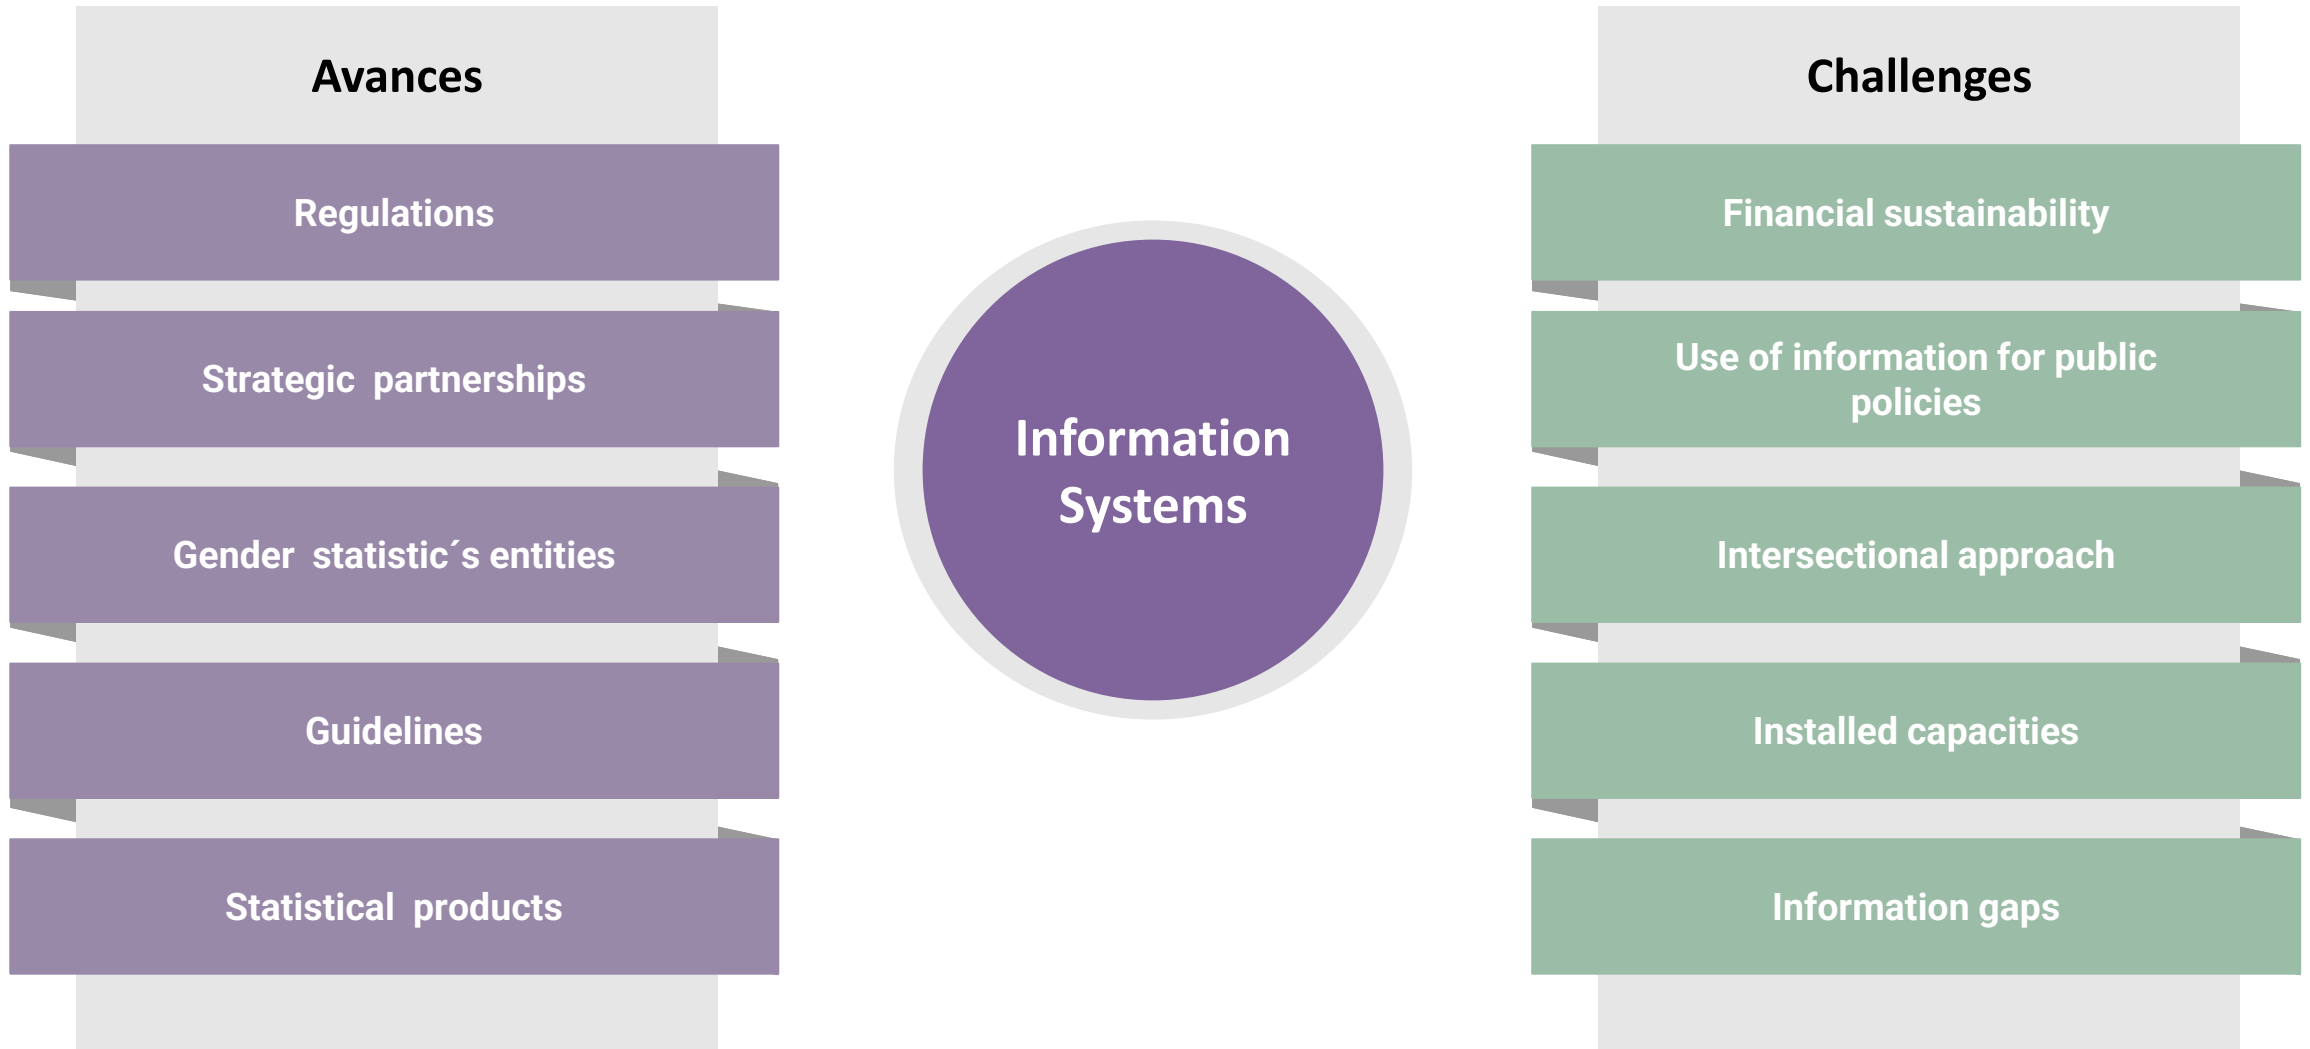 Avances
Regulations
Strategic  partnerships
Gender  statistic´s entities
Guidelines
Statistical  products
Information
Systems
Challenges
Financial sustainability
Use of information for public
policies
Intersectional approach
Installed capacities
Information gaps